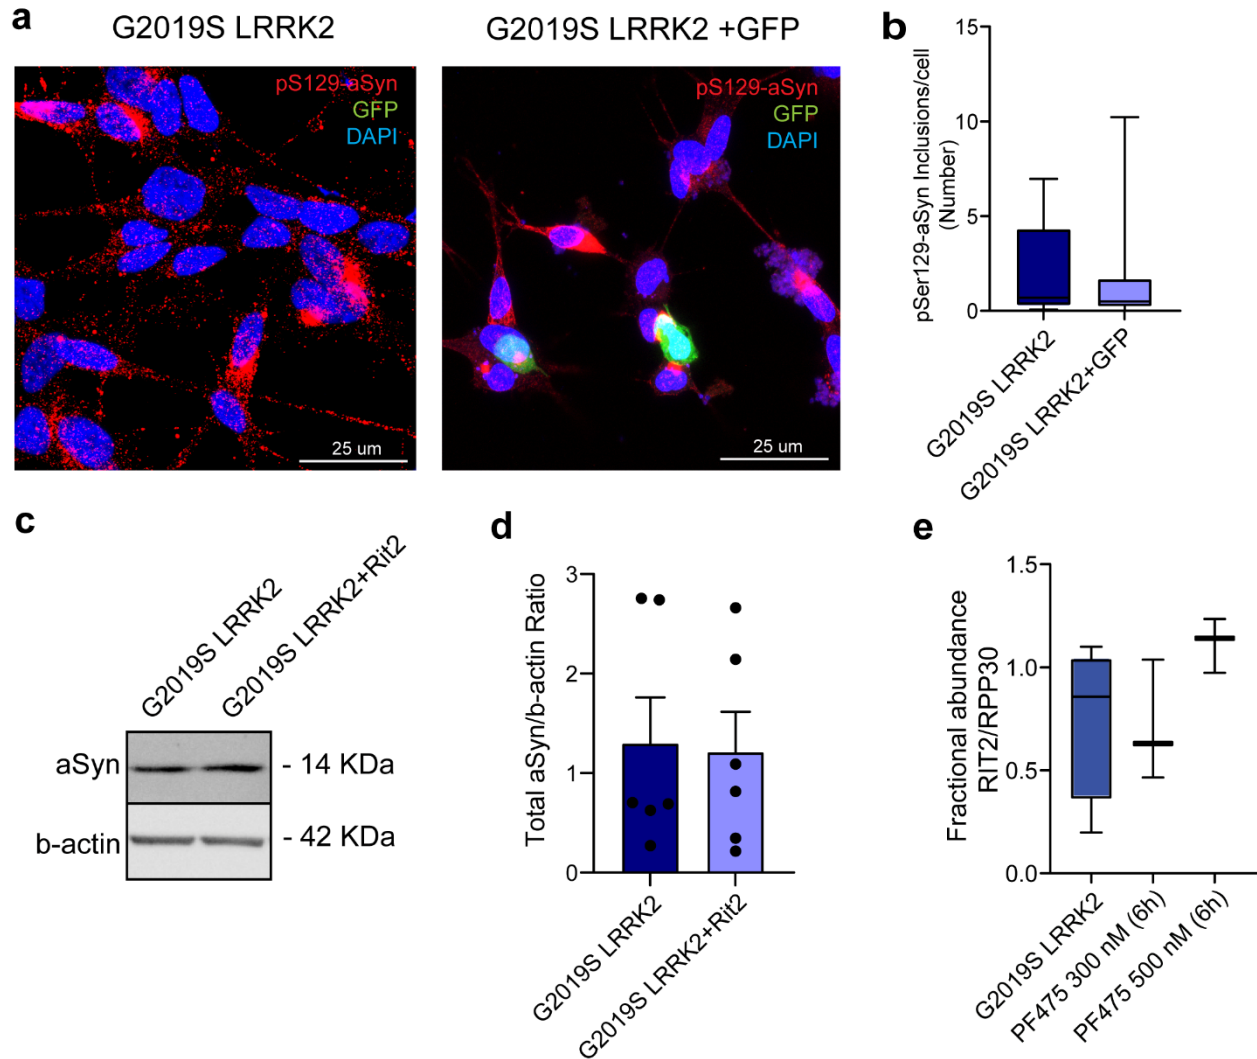 a
G2019S LRRK2
G2019S LRRK2 +GFP
pS129-aSyn
GFP
DAPI
25 um
pS129-aSyn
GFP
DAPI
25 um
b
pSer129-aSyn Inclusions/cell
(Number)
15
10
5
0
G2019S LRRK2
G2019S LRRK2+GFP
c
G2019S LRRK2
G2019S LRRK2+Rit2
aSyn
- 14 KDa
b-actin
- 42 KDa
d
Total aSyn/b-actin Ratio
3
2
1
0
G2019S LRRK2
G2019S LRRK2+Rit2
e
Fractional abundance
RIT2/RPP30
1.5
1.0
0.5
0.0
G2019S LRRK2
PF475 300 nM (6h)
PF475 500 nM (6h)